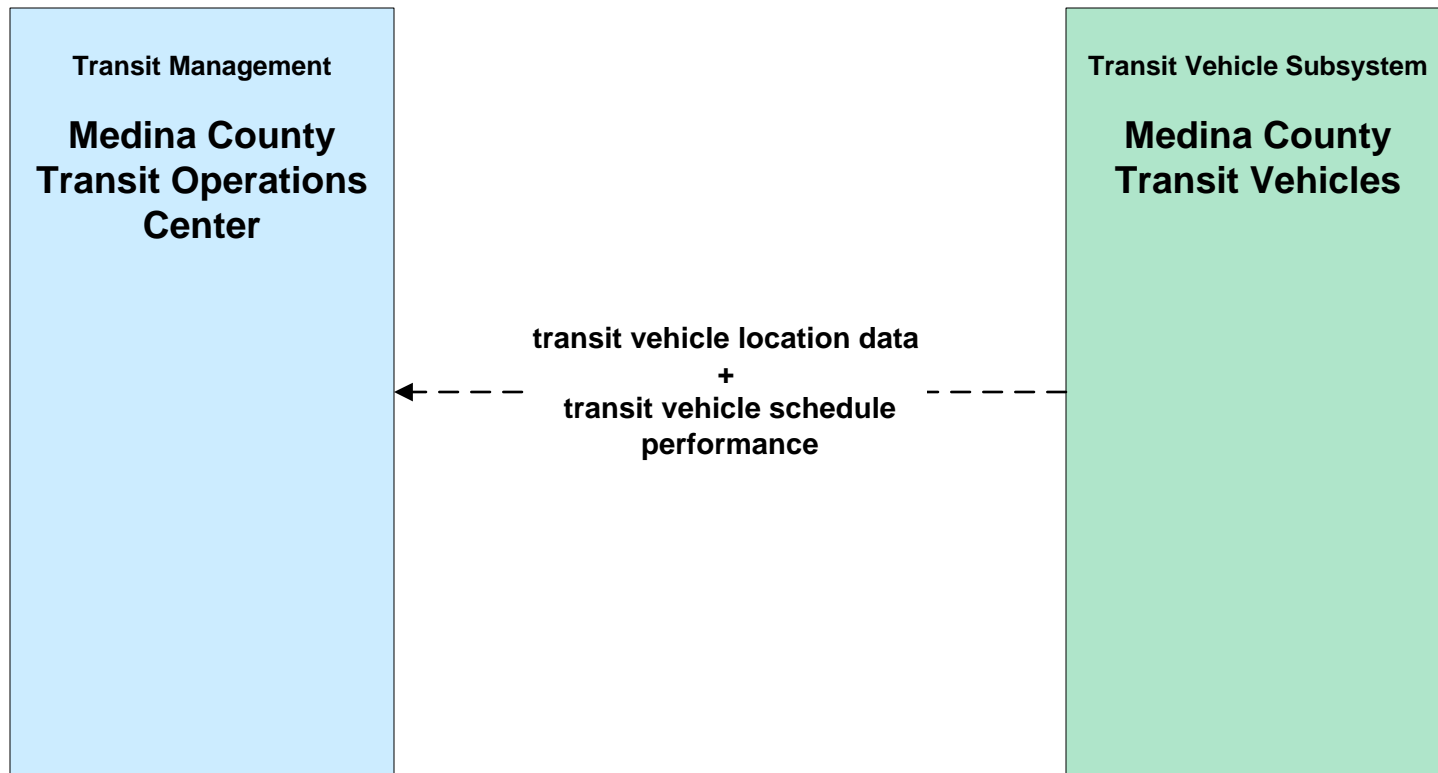 Transit Management
Medina County
Transit Operations
Center
transit vehicle location data
+
transit vehicle schedule
performance
Transit Vehicle Subsystem
Medina County
Transit Vehicles